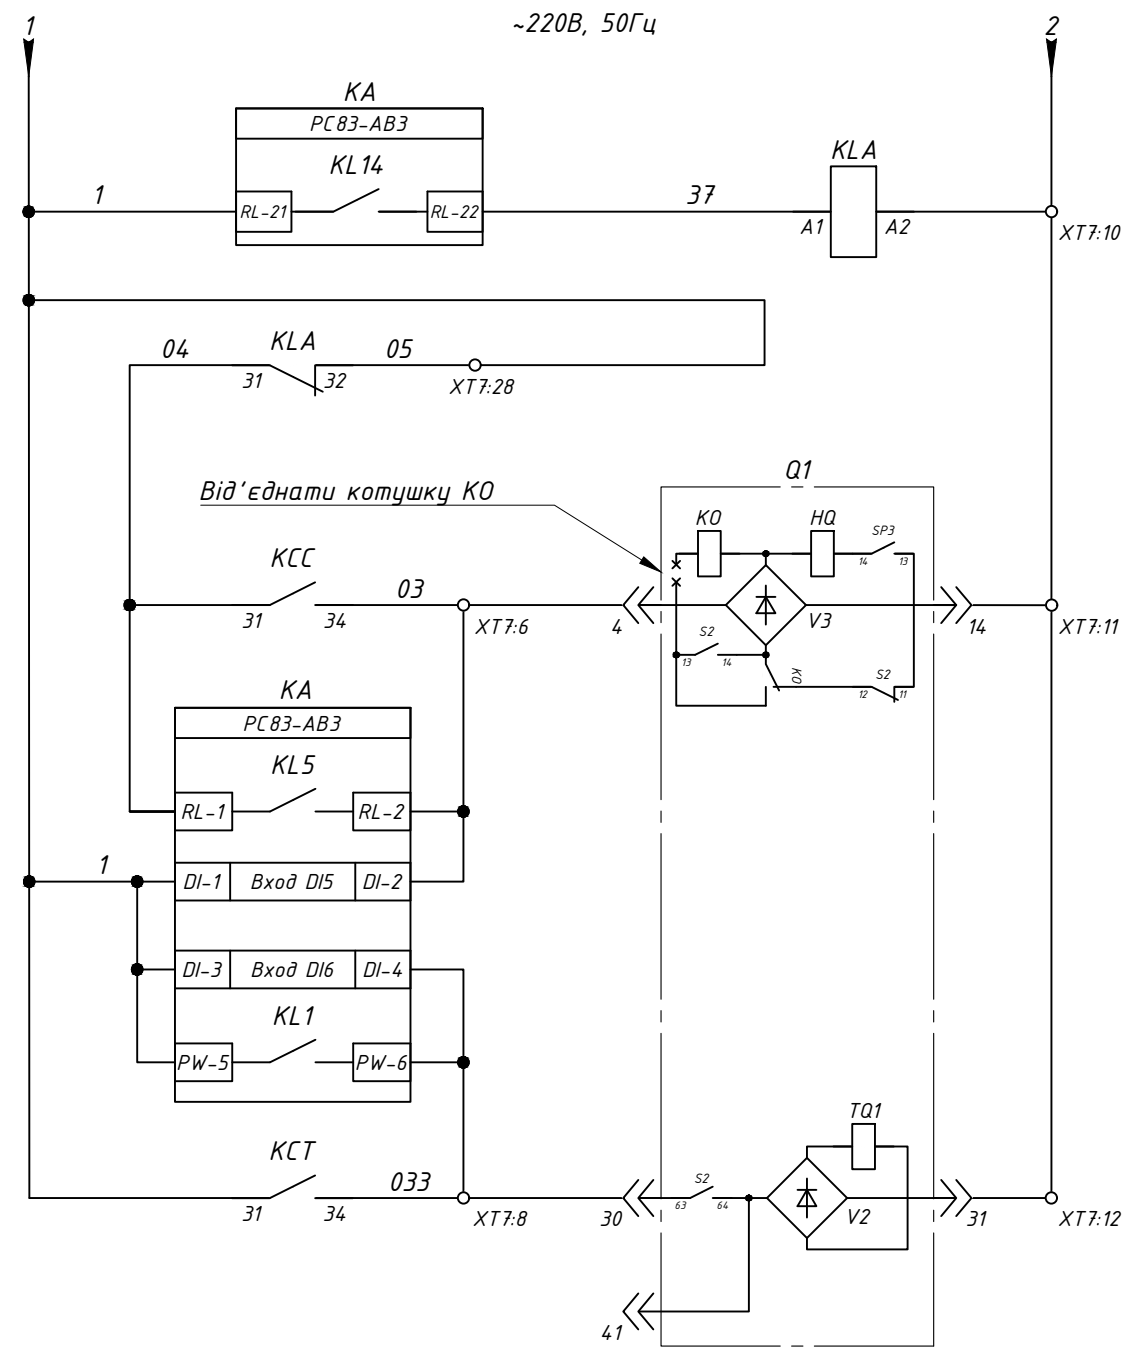 1
~220В, 50Гц
2
KA
РС83-АВ3
KL14
RL-21
RL-22
1
37
KLA
A1
A2
XT7:10
04
KLA
05
31
32
XT7:28
Від'єднати котушку КО
Q1
KO
HQ
SP3
14
13
KCC
03
31
34
XT7:6
4
V3
14
XT7:11
S2
13
14
KO
S2
12
11
KA
РС83-АВ3
KL5
RL-1
RL-2
1
DI-1
Вход DI5
DI-2
DI-3
Вход DI6
DI-4
KL1
PW-5
PW-6
TQ1
KCT
033
31
34
XT7:8
30
S2
63
64
V2
31
XT7:12
41